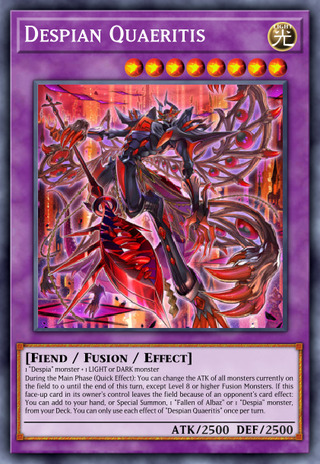 Despian Quaeritis
LIGHT
光
[Fiend / Fusion / Effect]
1 "Despia" monster + 1 LIGHT or DARK monster
During the Main Phase (Quick Effect): You can change the ATK of all monsters currently on
the field to 0 until the end of this turn, except Level 8 or higher Fusion Monsters. If this
face-up card in its owner's control leaves the field because of an opponent's card effect:
You can add to your hand, or Special Summon, 1 "Fallen of Albaz" or 1 "Despia" monster,
from your Deck. You can only use each effect of "Despian Quaeritis" once per turn.
ATK/2500 DEF/2500